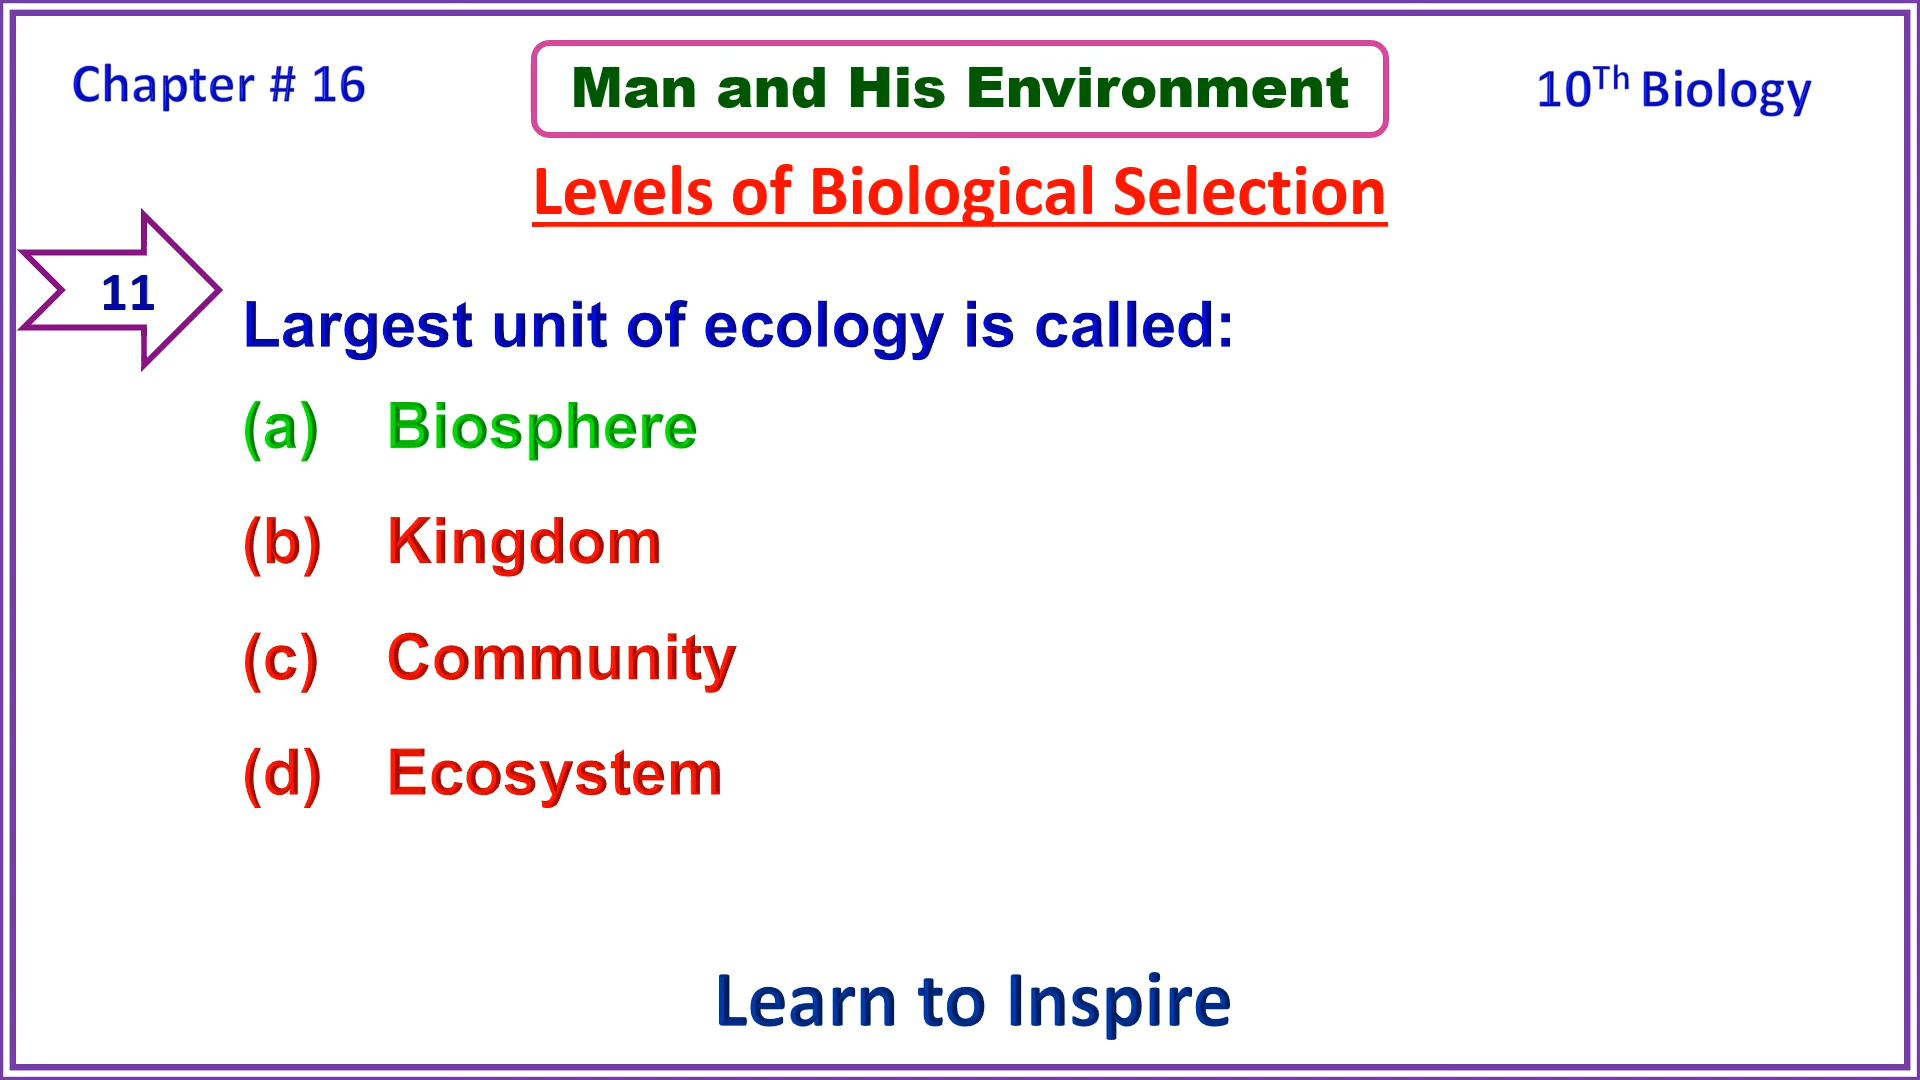 Chapter # 16
Man and His Environment
10Th Biology
Levels of Biological Selection
11
Largest unit of ecology is called:
(a) Biosphere
(b) Kingdom
(c) Community
(d) Ecosystem
Learn to Inspire